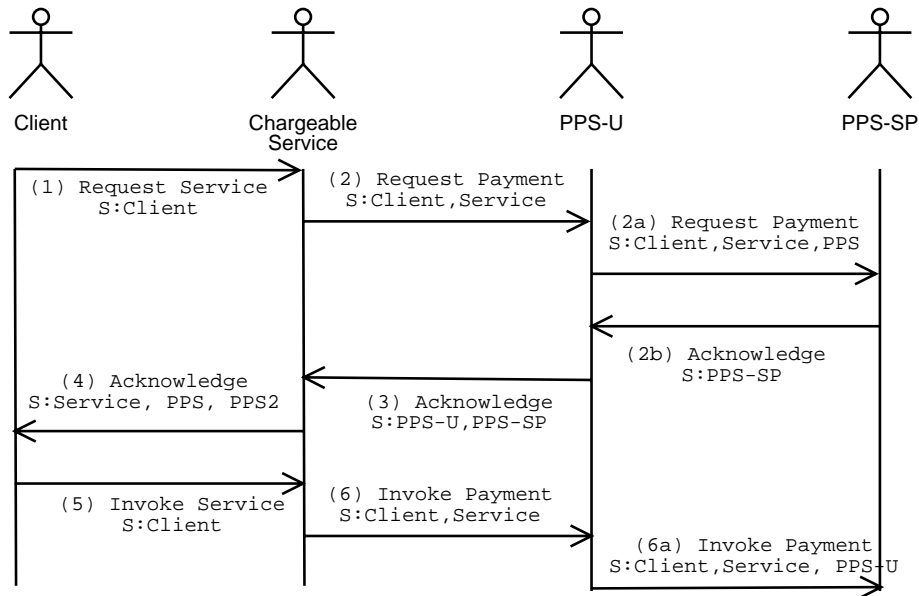 Client
Chargeable
Service
PPS-U
PPS-SP
(1) Request Service
S:Client
(2) Request Payment
S:Client,Service
(2a) Request Payment
S:Client,Service,PPS
(2b) Acknowledge
S:PPS-SP
(3) Acknowledge
S:PPS-U,PPS-SP
(4) Acknowledge
S:Service, PPS, PPS2
(5) Invoke Service
S:Client
(6) Invoke Payment
S:Client,Service
(6a) Invoke Payment
S:Client,Service, PPS-U